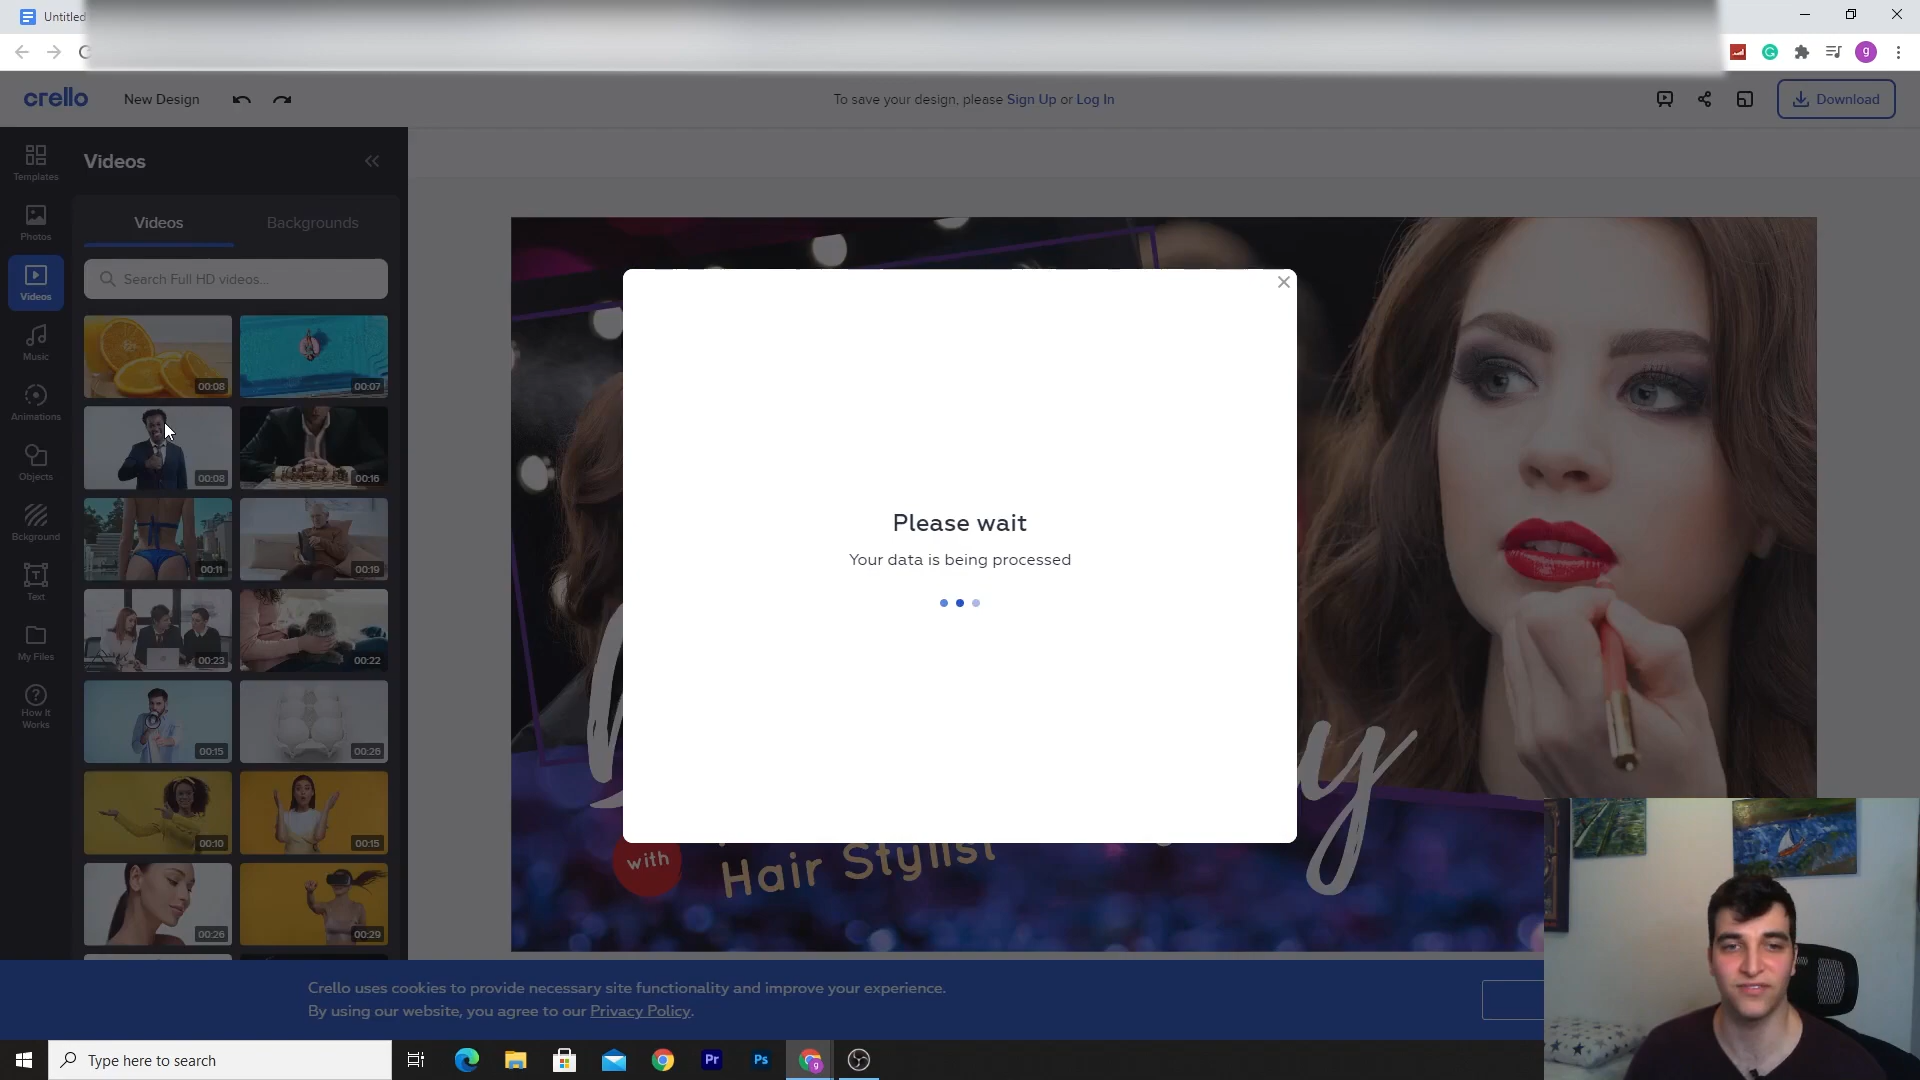 Untitled
g
crello
New Design
To save your design, please Sign Up or Log In
Download
Templates
Photos
Videos
Music
Animations
Objects
Bckground
Text
My Files
How It
Works
Videos
Videos
Backgrounds
Search Full HD videos...
00:08
00:07
00:08
00:16
00:11
00:19
00:23
00:22
00:15
00:26
00:10
00:15
00:26
00:29
Please wait
Your data is being processed
y
with
Hair Stylist
Crello uses cookies to provide necessary site functionality and improve your experience.
By using our website, you agree to our Privacy Policy.
Type here to search
Pr
Ps
g